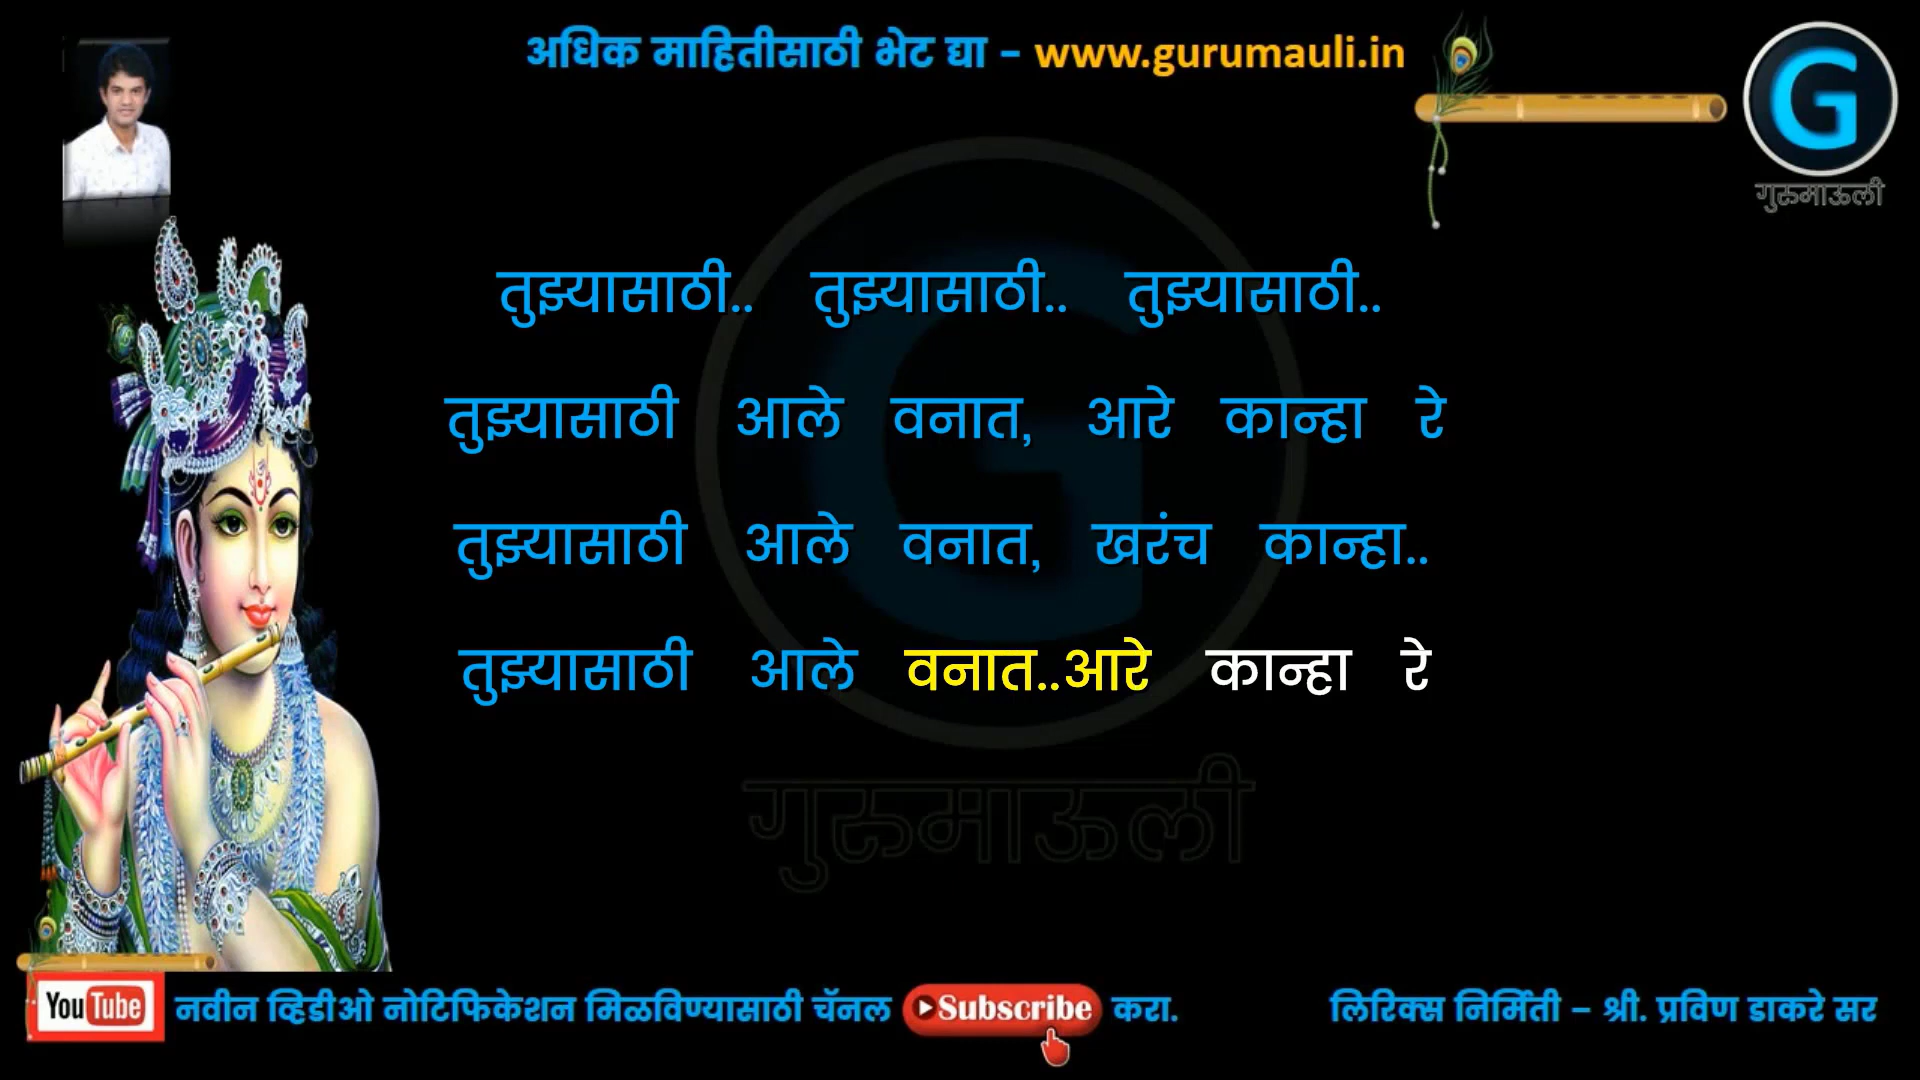 अधिक माहितीसाठी भेट द्या - www.gurumauli.in
G
गुरुमाऊली
तुझ्यासाठी.. तुझ्यासाठी.. तुझ्यासाठी..
तुझ्यासाठी आले वनात, आरे कान्हा रे
तुझ्यासाठी आले वनात, खरंच कान्हा..
तुझ्यासाठी आले वनात..आरे कान्हा रे
G
गुरुमाऊली
YouTube नवीन व्हिडीओ नोटिफिकेशन मिळविण्यासाठी चॅनल Subscribe करा. लिरिक्स निर्मिती – श्री. प्रविण डाकरे सर